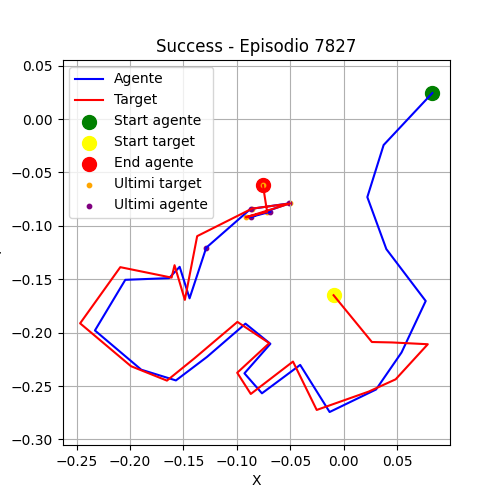 Success - Episodio 7827
0.05
0.00
−0.05
−0.10
−0.15
−0.20
−0.25
−0.30
Agente
Target
Start agente
Start target
End agente
Ultimi target
Ultimi agente
−0.25 −0.20 −0.15 −0.10 −0.05 0.00 0.05
X